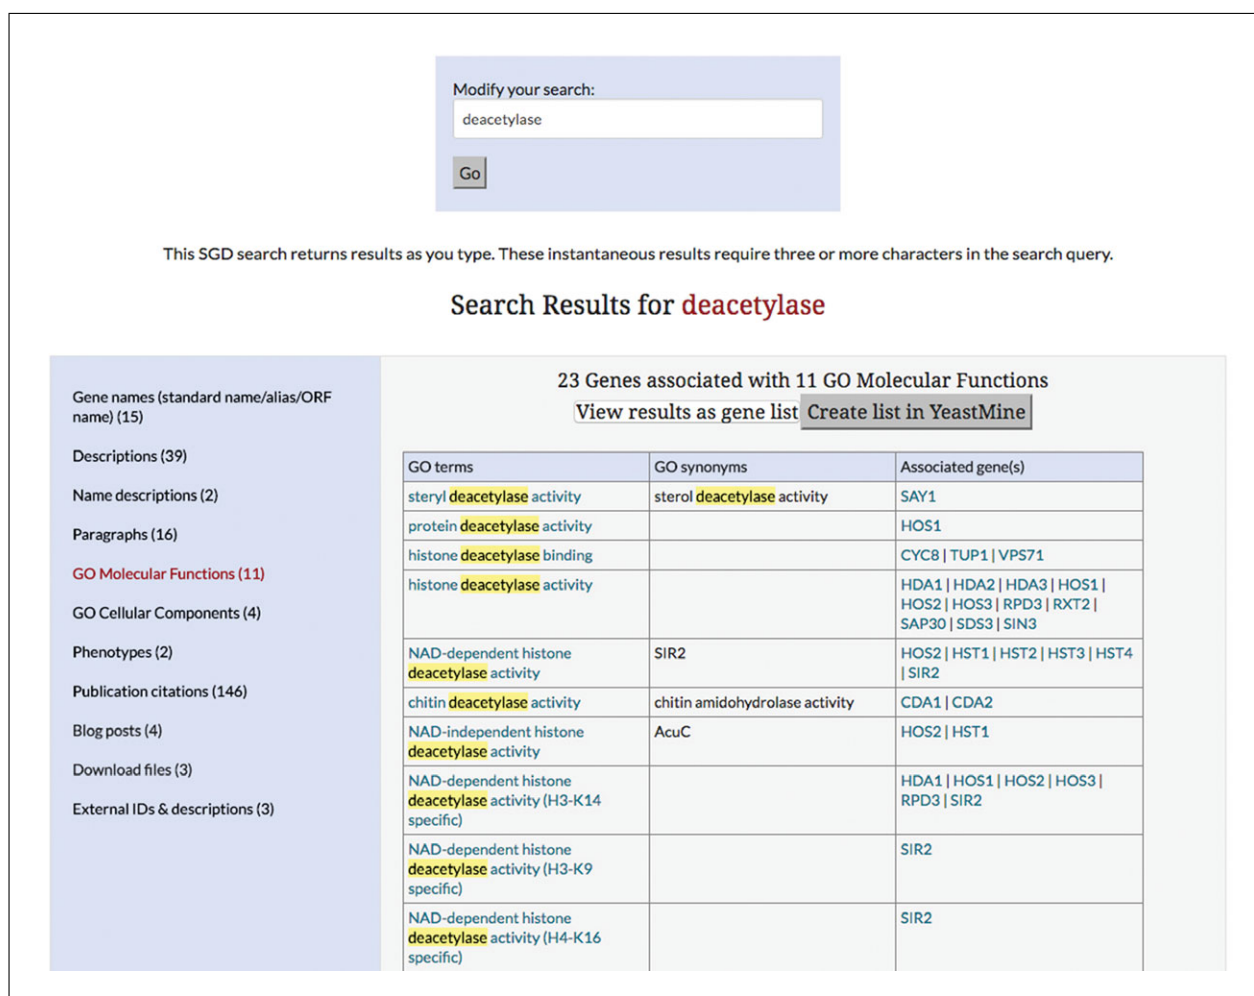 Modify your search:
deacetylase
Go
This SGD search returns results as you type. These instantaneous results require three or more characters in the search query.
Search Results for deacetylase
Gene names (standard name/alias/ORF
name) (15)
Descriptions (39)
Name descriptions (2)
Paragraphs (16)
GO Molecular Functions (11)
GO Cellular Components (4)
Phenotypes (2)
Publication citations (146)
Blog posts (4)
Download files (3)
External IDs & descriptions (3)
23 Genes associated with 11 GO Molecular Functions
View results as gene list Create list in YeastMine
GO terms GO synonyms Associated gene(s)
steryl deacetylase activity sterol deacetylase activity SAY1
protein deacetylase activity HOS1
histone deacetylase binding CYC8 | TUP1 | VPS71
histone deacetylase activity HDA1 | HDA2 | HDA3 | HOS1 |
HOS2 | HOS3 | RPD3 | RXT2 |
SAP30 | SDS3 | SIN3
NAD-dependent histone SIR2 HOS2 | HST1 | HST2 | HST3 | HST4
deacetylase activity | SIR2
chitin deacetylase activity chitin amidohydrolase activity CDA1 | CDA2
NAD-independent histone AcuC HOS2 | HST1
deacetylase activity
NAD-dependent histone HDA1 | HOS1 | HOS2 | HOS3 |
deacetylase activity (H3-K14 RPD3 | SIR2
specific)
NAD-dependent histone SIR2
deacetylase activity (H3-K9
specific)
NAD-dependent histone SIR2
deacetylase activity (H4-K16
specific)